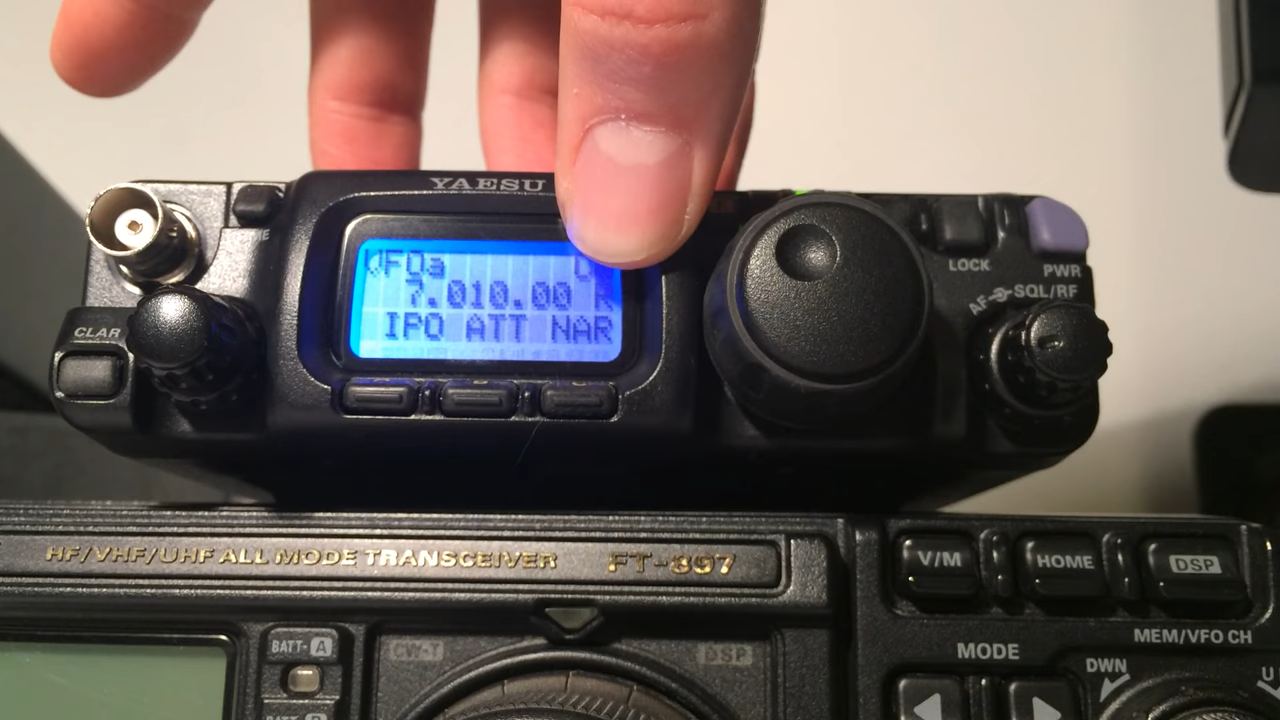 YAESU
VFOa
7.010.00
IPO ATT NAR
CLAR
LOCK
PWR
AF
SQL/RF
HF/VHF/UHF ALL MODE TRANSCEIVER FT-897
V/M
HOME
DSP
BATT-A
CW-T
DSP
MODE
MEM/VFO CH
DWN